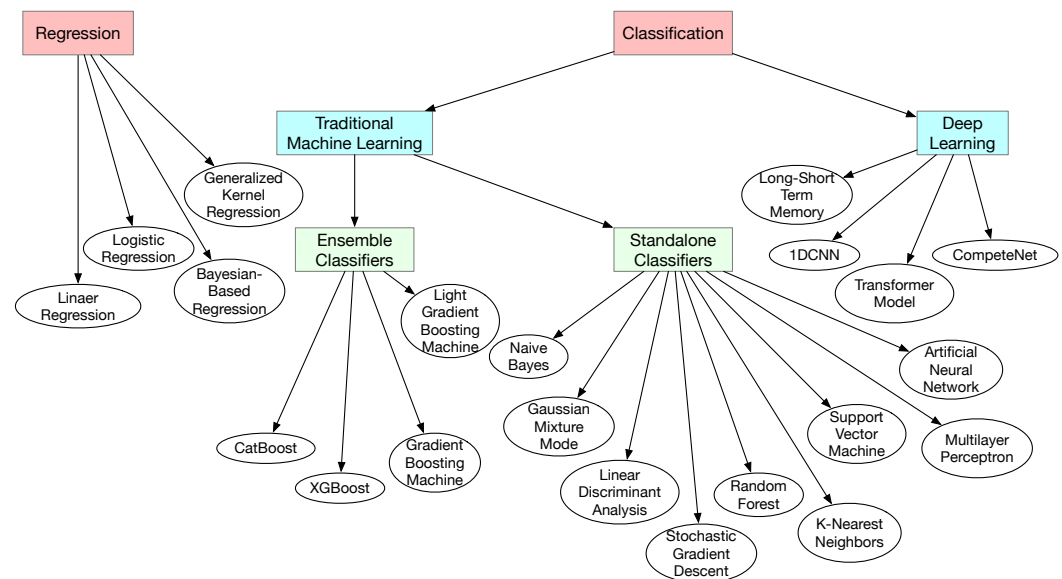 Regression
Classification
Traditional
Machine Learning
Deep
Learning
Generalized
Kernel
Regression
Long-Short
Term
Memory
Logistic
Regression
Ensemble
Classifiers
Standalone
Classifiers
1DCNN
CompeteNet
Bayesian-
Based
Regression
Linaer
Regression
Transformer
Model
Light
Gradient
Boosting
Machine
Naive
Bayes
Artificial
Neural
Network
Gaussian
Mixture
Mode
Support
Vector
Machine
Multilayer
Perceptron
CatBoost
Gradient
Boosting
Machine
XGBoost
Linear
Discriminant
Analysis
Random
Forest
K-Nearest
Neighbors
Stochastic
Gradient
Descent